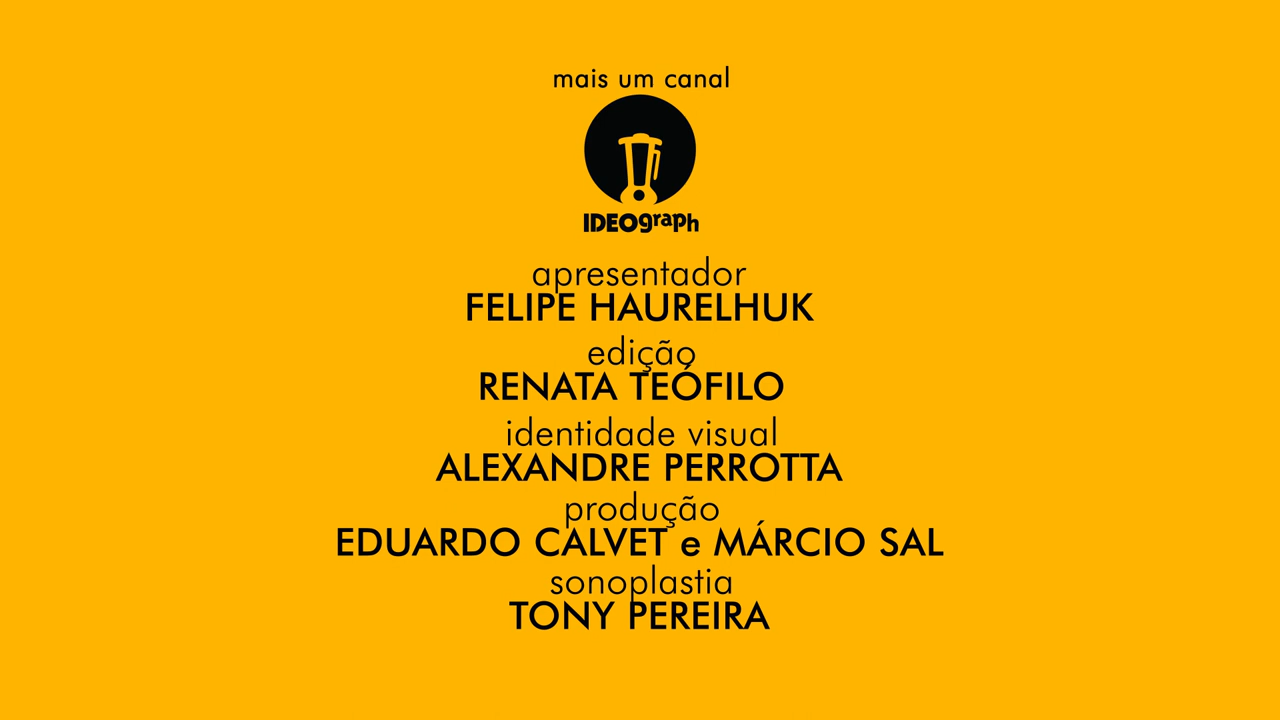 mais um canal
IDEOgraph
apresentador
FELIPE HAURELHUK
edição
RENATA TEÓFILO
identidade visual
ALEXANDRE PERROTTA
produção
EDUARDO CALVET e MÁRCIO SAL
sonoplastia
TONY PEREIRA